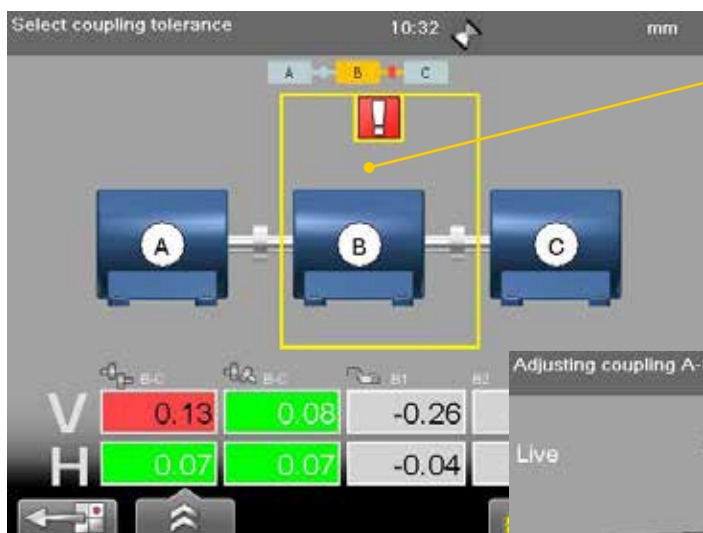 Select coupling tolerance 10:32 mm
A B C
!
A B C
B-C B-C B1 B2
V 0.13 0.08 -0.26
H 0.07 0.07 -0.04
Adjusting coupling A-
Live